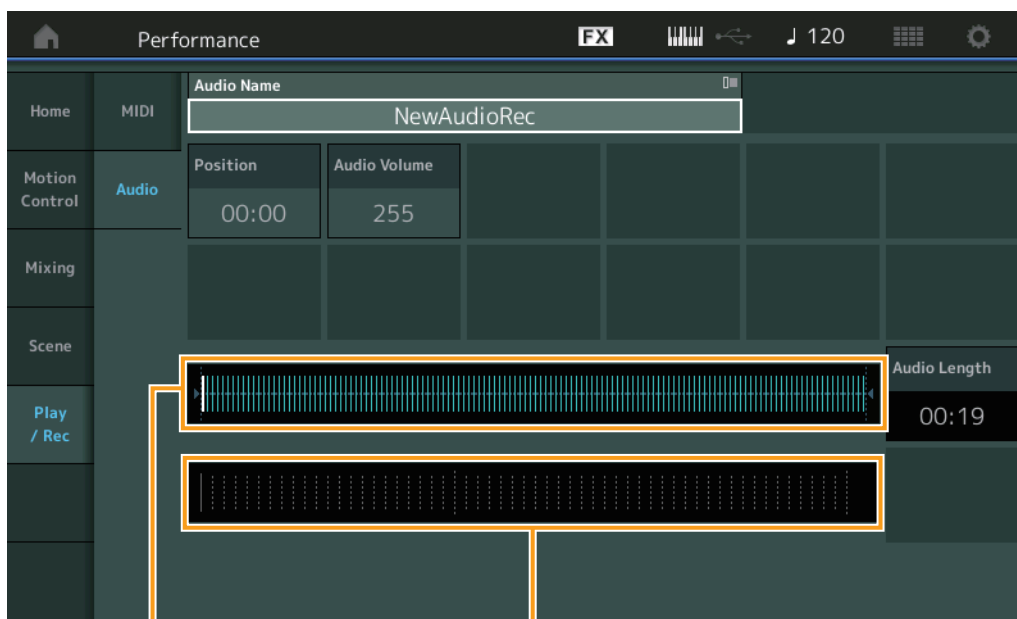 Performance
FX
120
Home
MIDI
Audio Name
NewAudioRec
Motion
Control
Audio
Position
Audio Volume
00:00
255
Mixing
Scene
Audio Length
Play
/ Rec
00:19